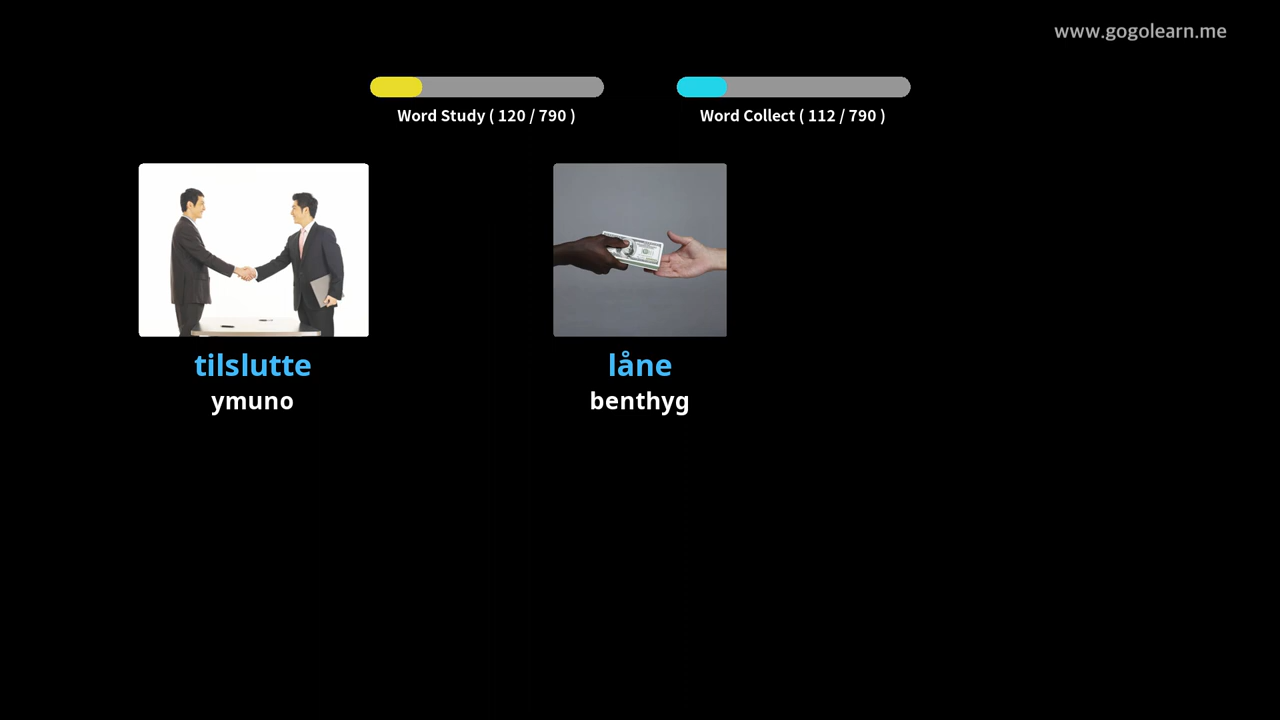 www.gogolearn.me
Word Study ( 120 / 790 )
Word Collect ( 112 / 790 )
tilslutte
ymuno
låne
benthyg